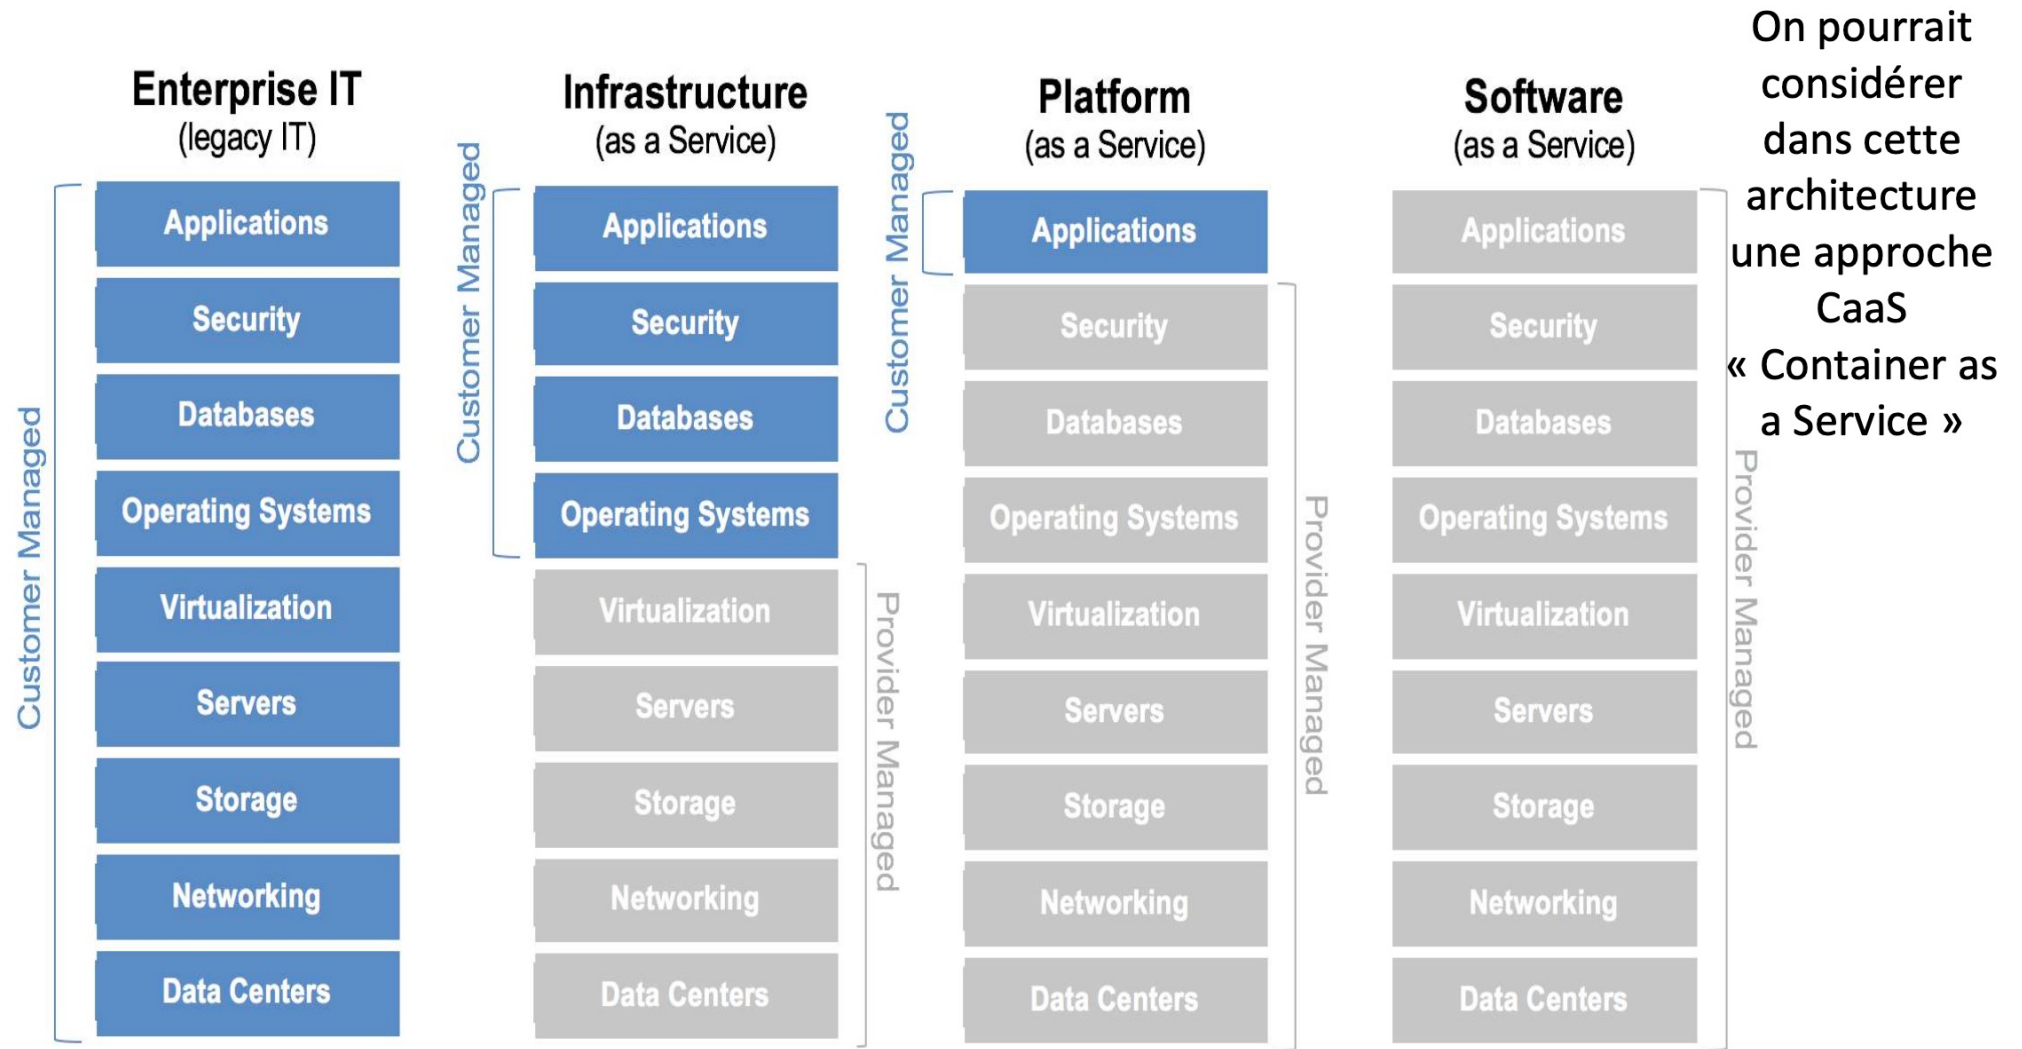 Enterprise IT
(legacy IT)
Customer Managed
Applications
Security
Databases
Operating Systems
Virtualization
Servers
Storage
Networking
Data Centers
Infrastructure
(as a Service)
Customer Managed
Applications
Security
Databases
Operating Systems
Virtualization
Servers
Storage
Networking
Data Centers
Provider Managed
Platform
(as a Service)
Customer Managed
Applications
Security
Databases
Operating Systems
Virtualization
Servers
Storage
Networking
Data Centers
Provider Managed
Software
(as a Service)
Applications
Security
Databases
Operating Systems
Virtualization
Servers
Storage
Networking
Data Centers
Provider Managed
On pourrait
considérer
dans cette
architecture
une approche
CaaS
« Container as
a Service »